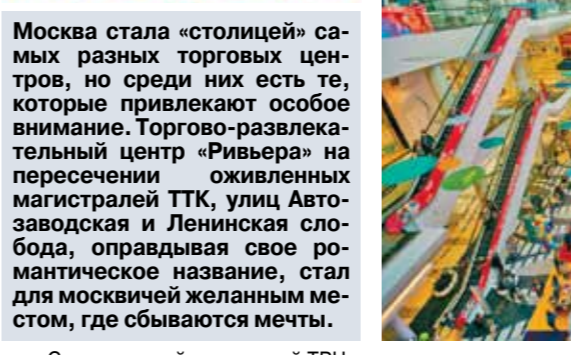 Москва стала «столицей» са-
мых разных торговых цен-
тров, но среди них есть те,
которые привлекают особое
внимание. Торгово-развлека-
тельный центр «Ривьера» на
пересечении оживленных
магистралей ТТК, улиц Авто-
заводская и Ленинская сло-
бода, оправдывая свое ро-
мантическое название, стал
для москвичей желанным ме-
стом, где сбываются мечты.